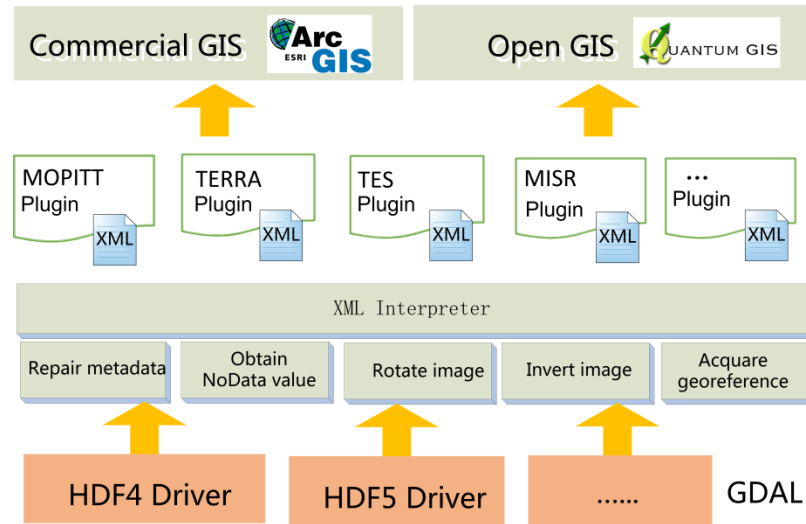 Commercial GIS
Arc
ESRI GIS
Open GIS
QUANTUM GIS
MOPITT
Plugin
XML
TERRA
Plugin
XML
TES
Plugin
XML
MISR
Plugin
XML
...
Plugin
XML
XML Interpreter
Repair metadata
Obtain
NoData value
Rotate image
Invert image
Acquare
georeference
HDF4 Driver
HDF5 Driver
......
GDAL